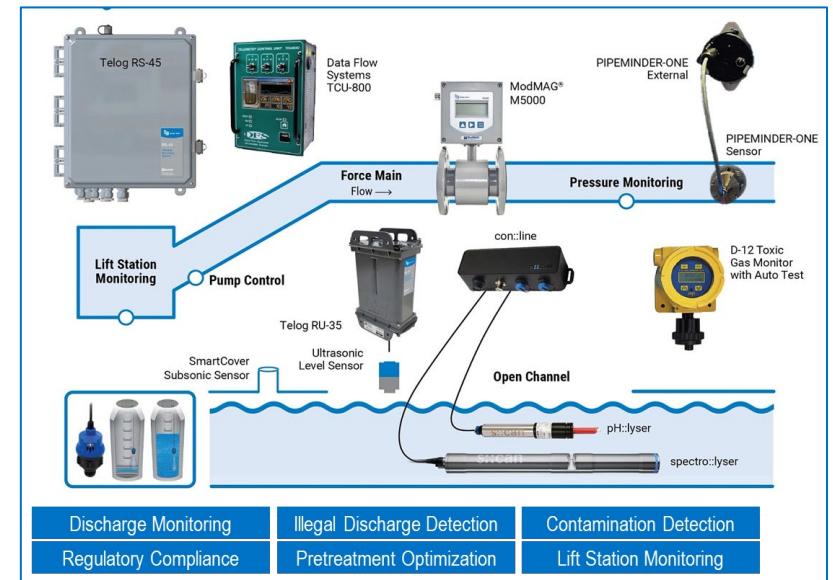 Telog RS-45
Data Flow
Systems
TCU-800
ModMAG®
M5000
PIPEMINDER-ONE
External
PIPEMINDER-ONE
Sensor
Force Main
Flow →
Pressure Monitoring
Lift Station
Monitoring
Pump Control
con::line
D-12 Toxic
Gas Monitor
with Auto Test
Telog RU-35
Ultrasonic
Level Sensor
SmartCover
Subsonic Sensor
Open Channel
s::can
pH::lyser
s::can
spectro::lyser
Discharge Monitoring
Illegal Discharge Detection
Contamination Detection
Regulatory Compliance
Pretreatment Optimization
Lift Station Monitoring